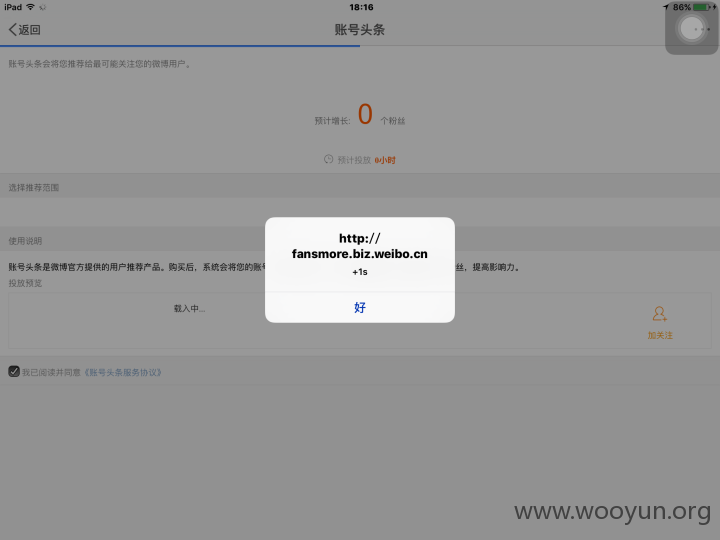 iPad 18:16 86%
返回 账号头条
账号头条会将您推荐给最可能关注您的微博用户。
预计增长: 0 个粉丝
预计投放 0小时
选择推荐范围
使用说明
http://
fansmore.biz.weibo.cn
+1s
好
账号头条是微博官方提供的用户推荐产品。购买后，系统会将您的账 丝，提高影响力。
投放预览
载入中...
加关注
我已阅读并同意《账号头条服务协议》
www.wooyun.org